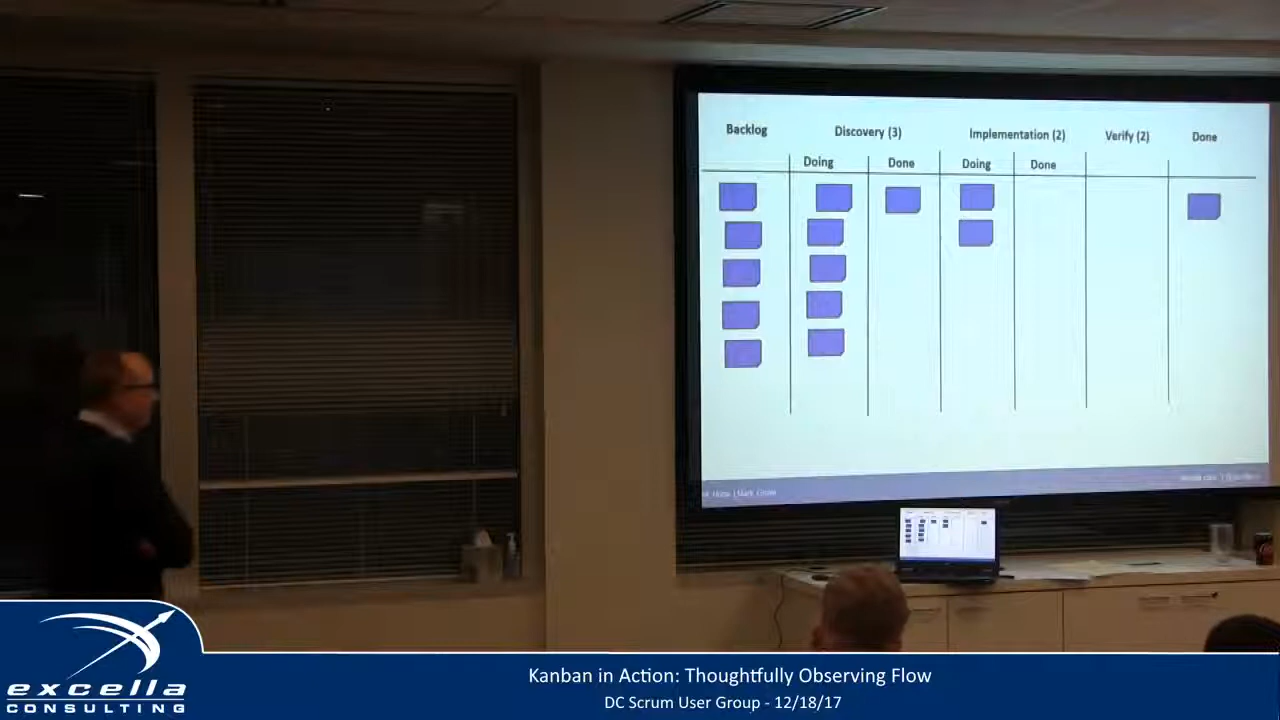 Backlog
Discovery (3)
Implementation (2)
Verify (2)
Done
Doing
Done
Doing
Done
excella
CONSULTING
Kanban in Action: Thoughtfully Observing Flow
DC Scrum User Group - 12/18/17